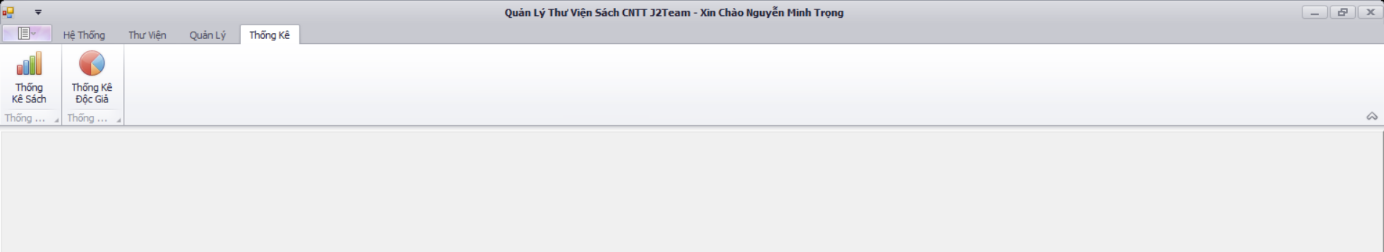 Quản Lý Thư Viện Sách CNTT J2Team - Xin Chào Nguyễn Minh Trọng
Hệ Thống Thư Viện Quản Lý Thống Kê
Thống
Kê Sách
Thống Kê
Độc Giả
Thống ... Thống ...